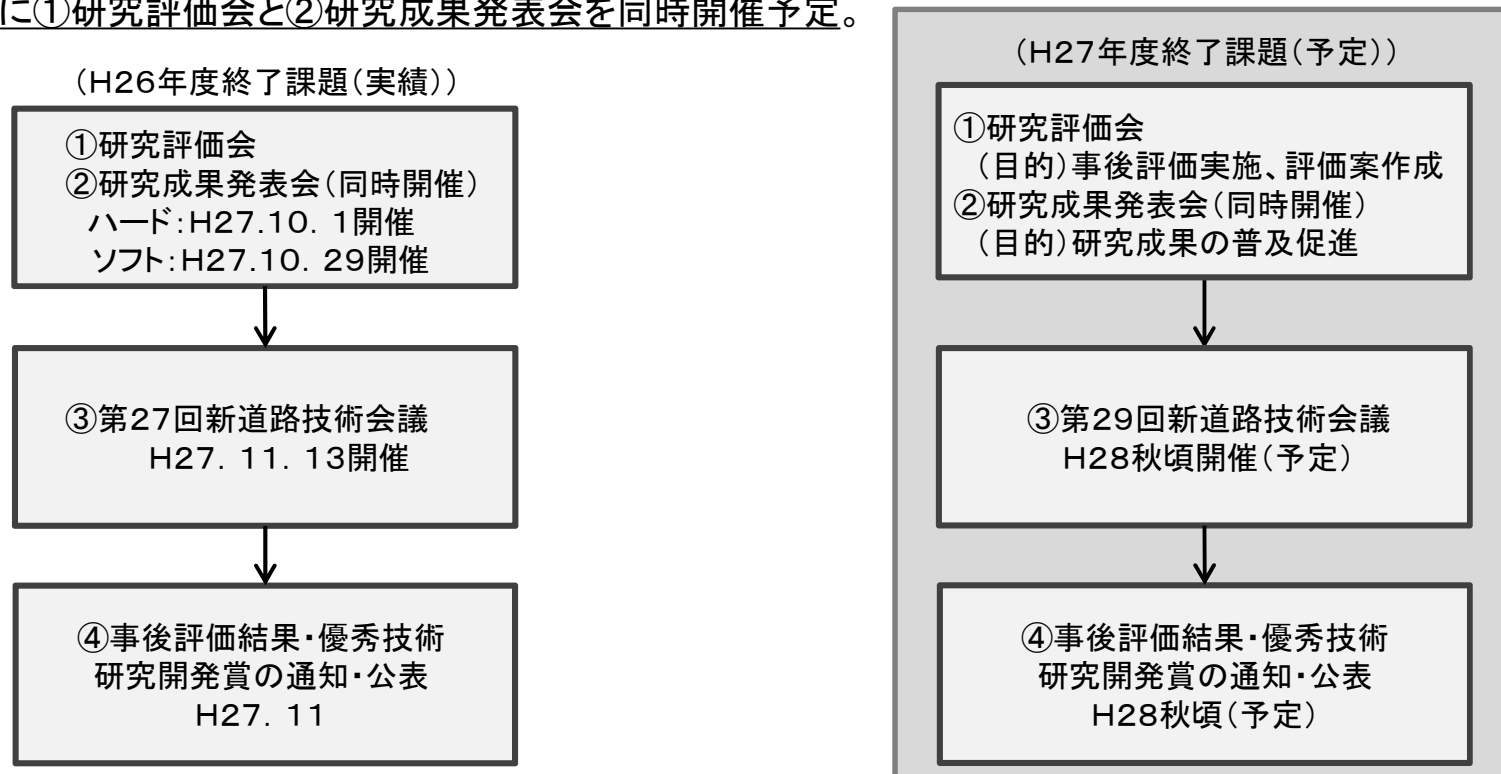 に①研究評価会と②研究成果発表会を同時開催予定。
（H26年度終了課題（実績））
①研究評価会
②研究成果発表会（同時開催）
ハード：H27.10．1開催
ソフト：H27.10．29開催
③第27回新道路技術会議
H27．11．13開催
④事後評価結果・優秀技術
研究開発賞の通知・公表
H27．11
（H27年度終了課題（予定））
①研究評価会
（目的）事後評価実施、評価案作成
②研究成果発表会（同時開催）
（目的）研究成果の普及促進
③第29回新道路技術会議
H28秋頃開催（予定）
④事後評価結果・優秀技術
研究開発賞の通知・公表
H28秋頃（予定）